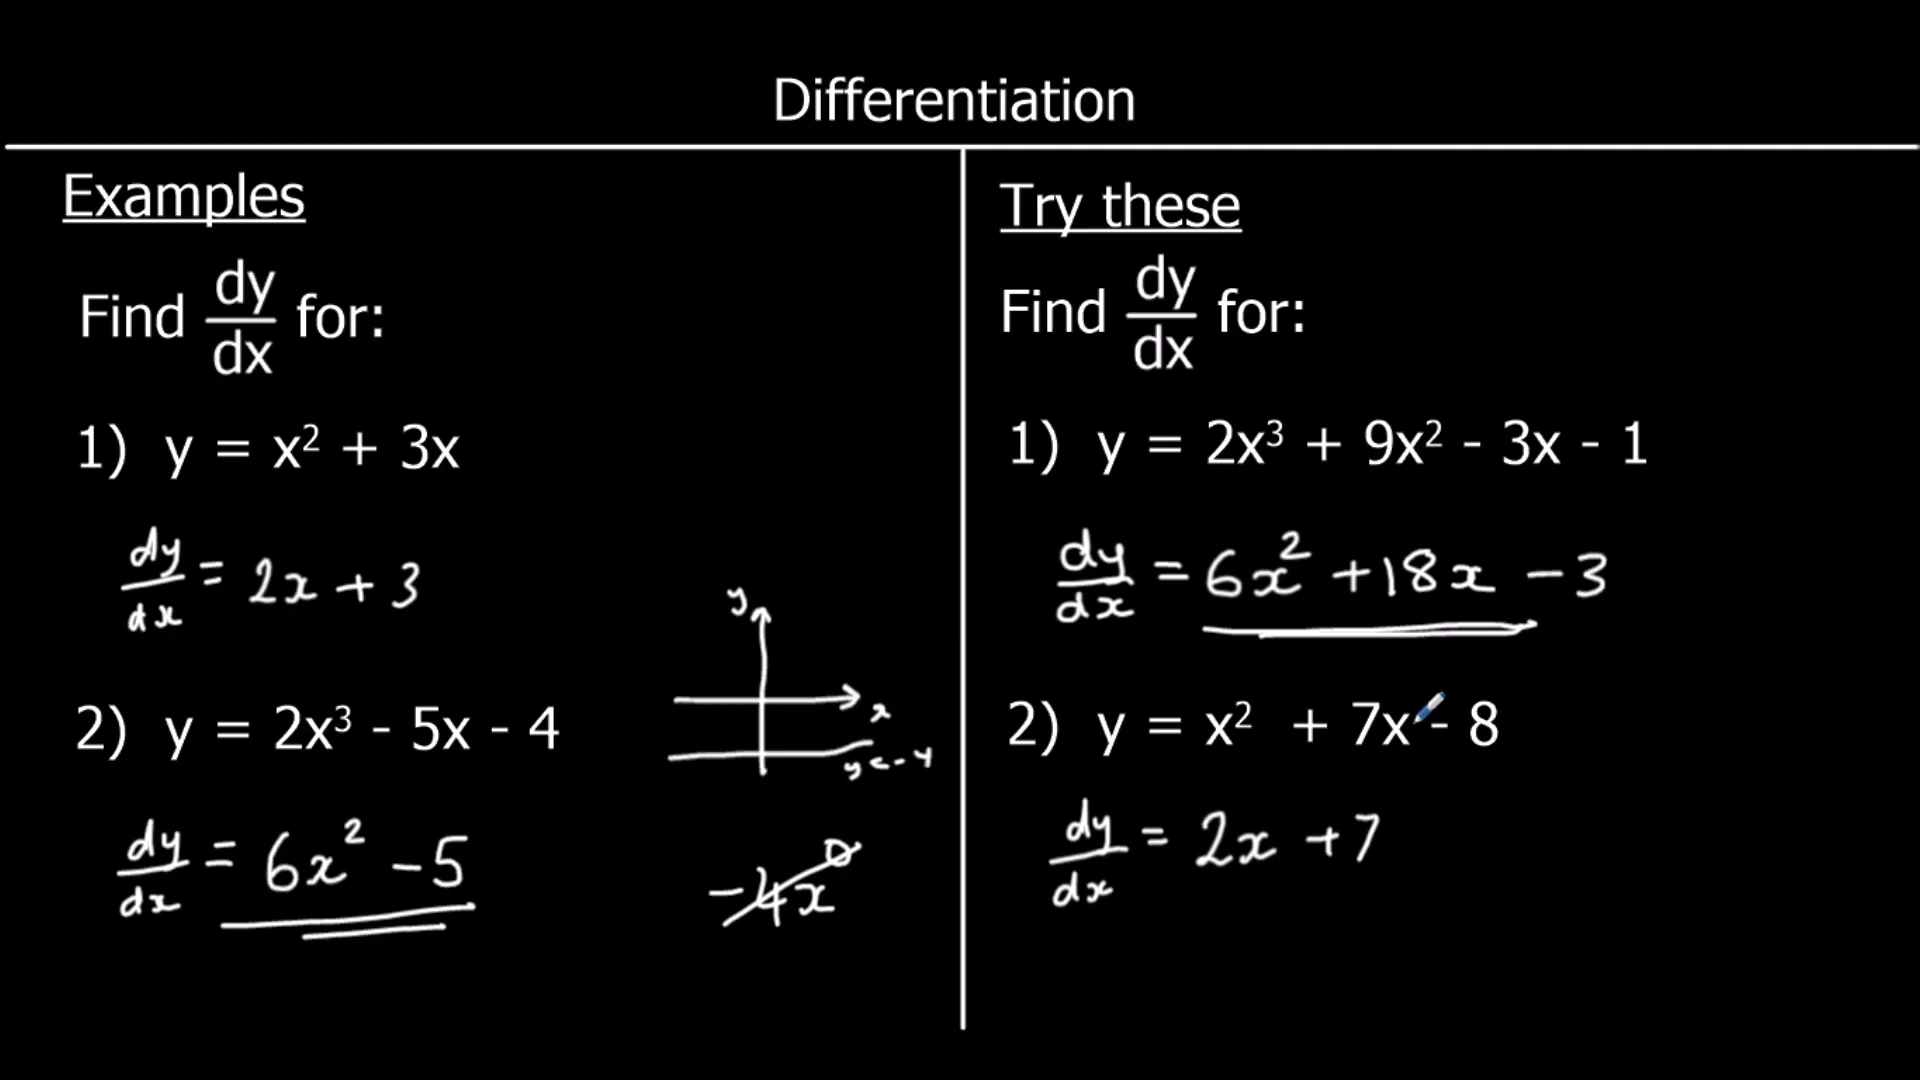 Differentiation
Examples
Find dy/dx for:
1) y = x² + 3x
dy/dx = 2x + 3
2) y = 2x³ - 5x - 4
dy/dx = 6x² - 5
y
x
y = -4
-4x⁰
Try these
Find dy/dx for:
1) y = 2x³ + 9x² - 3x - 1
dy/dx = 6x² + 18x - 3
2) y = x² + 7x - 8
dy/dx = 2x + 7